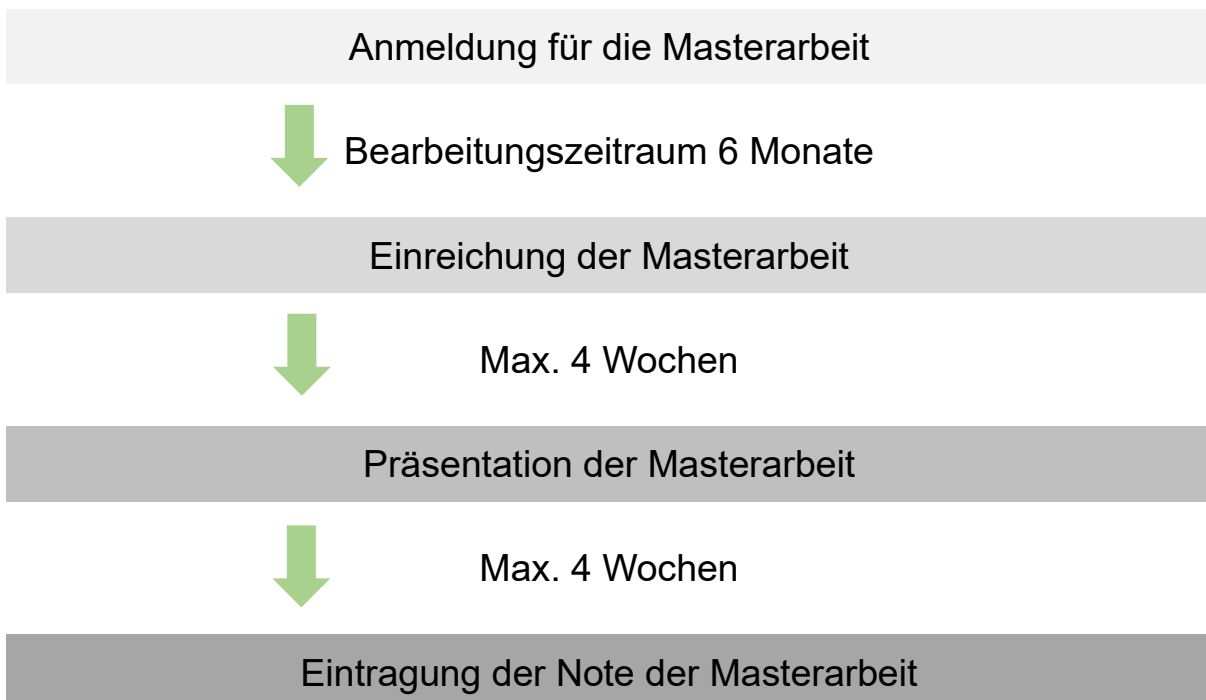 Anmeldung für die Masterarbeit
Bearbeitungszeitraum 6 Monate
Einreichung der Masterarbeit
Max. 4 Wochen
Präsentation der Masterarbeit
Max. 4 Wochen
Eintragung der Note der Masterarbeit